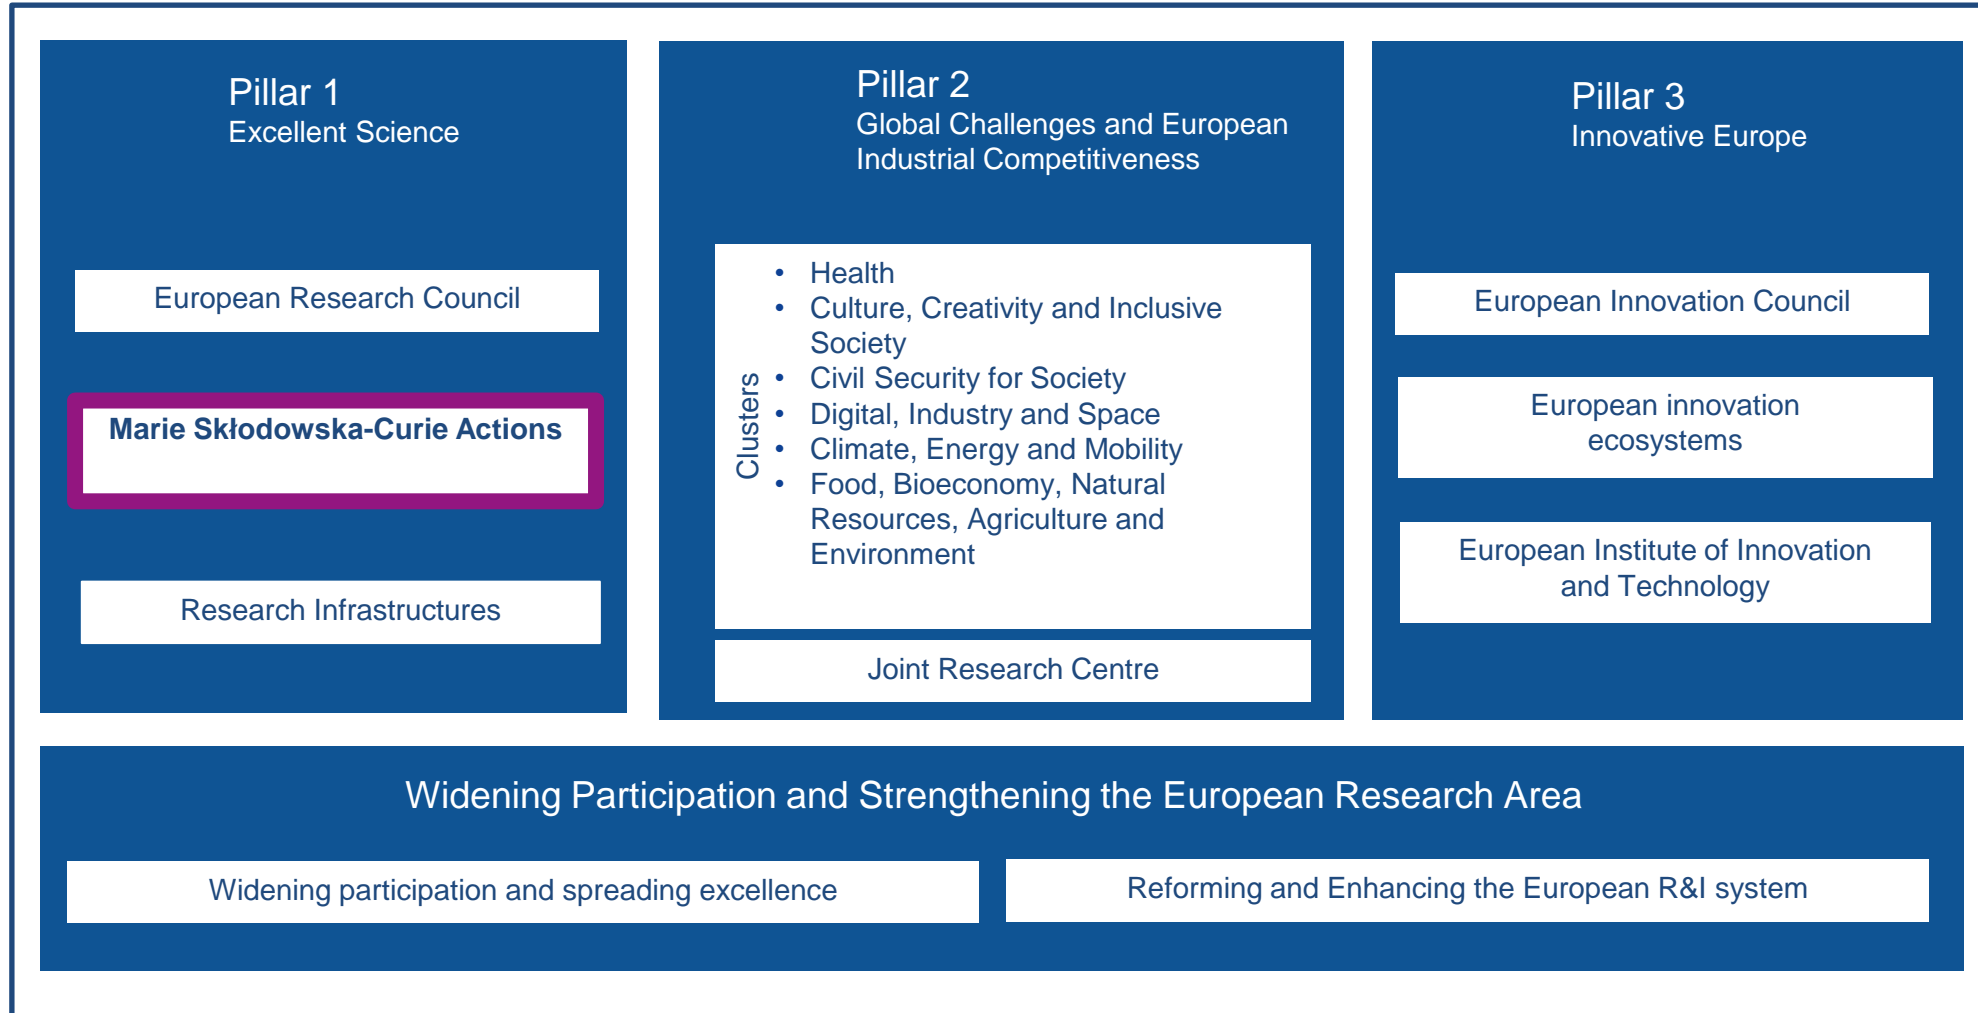 Pillar 1
Excellent Science
European Research Council
Marie Skłodowska-Curie Actions
Research Infrastructures
Pillar 2
Global Challenges and European
Industrial Competitiveness
Clusters
• Health
• Culture, Creativity and Inclusive
Society
• Civil Security for Society
• Digital, Industry and Space
• Climate, Energy and Mobility
• Food, Bioeconomy, Natural
Resources, Agriculture and
Environment
Joint Research Centre
Pillar 3
Innovative Europe
European Innovation Council
European innovation
ecosystems
European Institute of Innovation
and Technology
Widening Participation and Strengthening the European Research Area
Widening participation and spreading excellence
Reforming and Enhancing the European R&I system